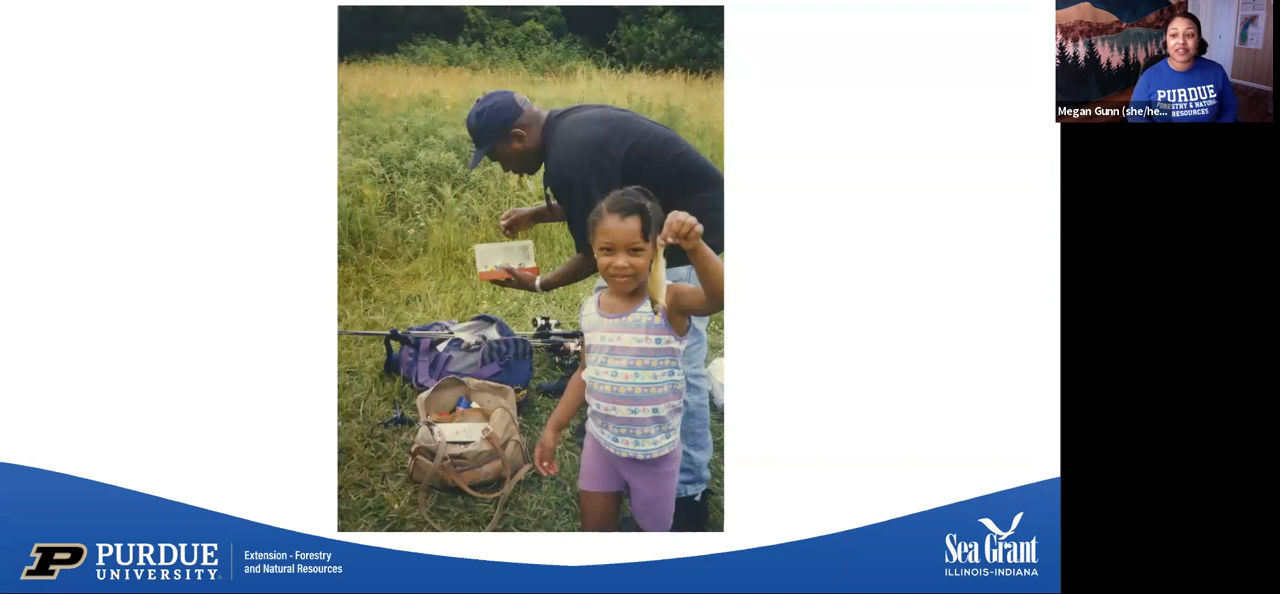 Megan Gunn (she/he...
PURDUE
FORESTRY & NATURAL
RESOURCES
PURDUE
UNIVERSITY®
Extension - Forestry
and Natural Resources
Sea Grant
ILLINOIS-INDIANA